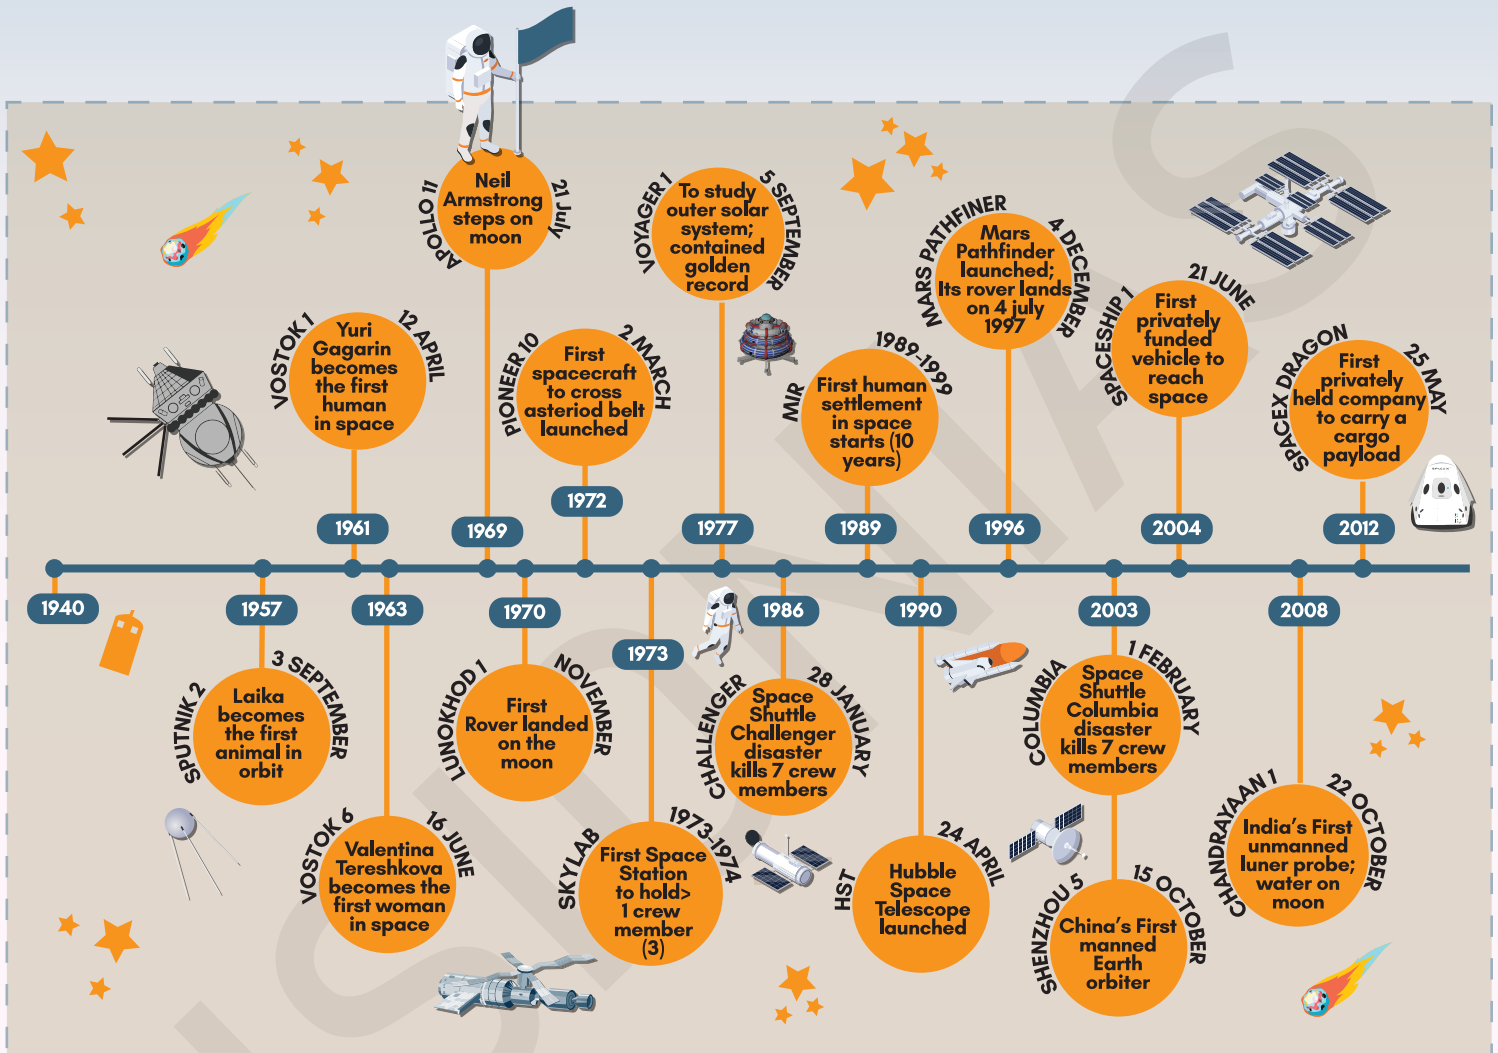 APOLLO 11
21 July
Neil
Armstrong
steps on
moon
VOYAGER 1
5 SEPTEMBER
To study
outer solar
system;
contained
golden
record
MARS PATHFINER
4 DECEMBER
Mars
Pathfinder
launched;
Its rover lands
on 4 july
1997
SPACESHIP 1
21 JUNE
First
privately
funded
vehicle to
reach
space
VOSTOK 1
12 APRIL
Yuri
Gagarin
becomes
the first
human
in space
PIONEER 10
2 MARCH
First
spacecraft
to cross
asteriod belt
launched
MIR
1989-1999
First human
settlement
in space
starts (10
years)
SPACEX DRAGON
25 MAY
First
privately
held company
to carry a
cargo
payload
1961
1969
1972
1977
1989
1996
2004
2012
1940
1957
1963
1970
1973
1986
1990
2003
2008
SPUTNIK 2
3 SEPTEMBER
Laika
becomes
the first
animal in
orbit
LUNOKHOD 1
NOVEMBER
First
Rover landed
on the
moon
CHALLENGER
28 JANUARY
Space
Shuttle
Challenger
disaster
kills 7 crew
members
COLUMBIA
1 FEBRUARY
Space
Shuttle
Columbia
disaster
kills 7 crew
members
VOSTOK 6
16 JUNE
Valentina
Tereshkova
becomes the
first woman
in space
SKYLAB
1973-1974
First Space
Station
to hold>
1 crew
member
(3)
HST
24 APRIL
Hubble
Space
Telescope
launched
SHENZHOU 5
15 OCTOBER
China's First
manned
Earth
orbiter
CHANDRAYAAN 1
22 OCTOBER
India's First
unmanned
luner probe;
water on
moon